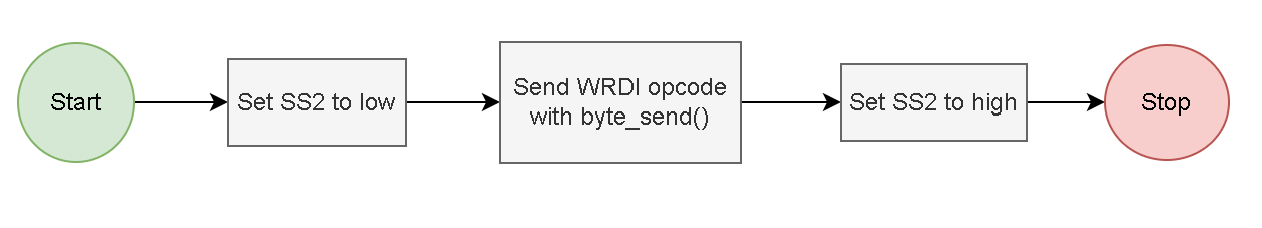 Start
Set SS2 to low
Send WRDI opcode
with byte_send()
Set SS2 to high
Stop